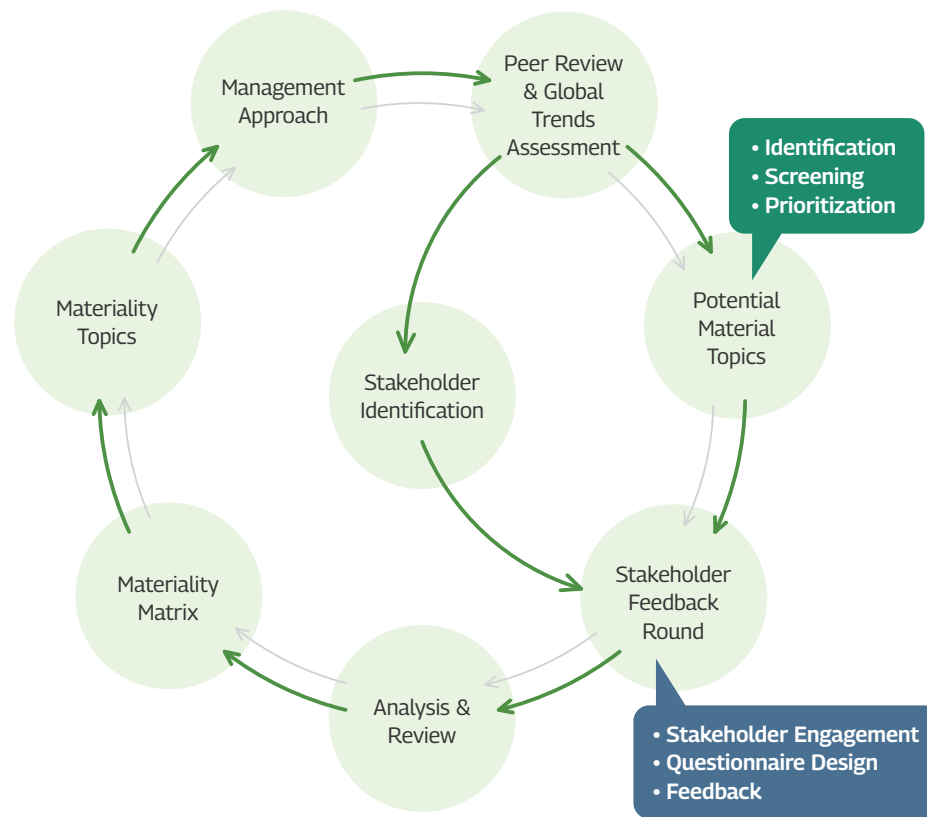 Management
Approach
Peer Review
& Global
Trends
Assessment
• Identification
• Screening
• Prioritization
Potential
Material
Topics
Materiality
Topics
Stakeholder
Identification
Materiality
Matrix
Stakeholder
Feedback
Round
Analysis &
Review
• Stakeholder Engagement
• Questionnaire Design
• Feedback